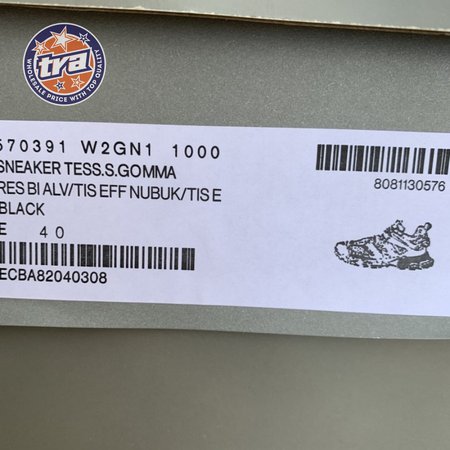 tra
WHOLESALE PRICE WITH TOP QUALITY
570391 W2GN1 1000
SNEAKER TESS.S.GOMMA
RES BI ALV/TIS EFF NUBUK/TIS E
BLACK
E 40
ECBA82040308
8081130576